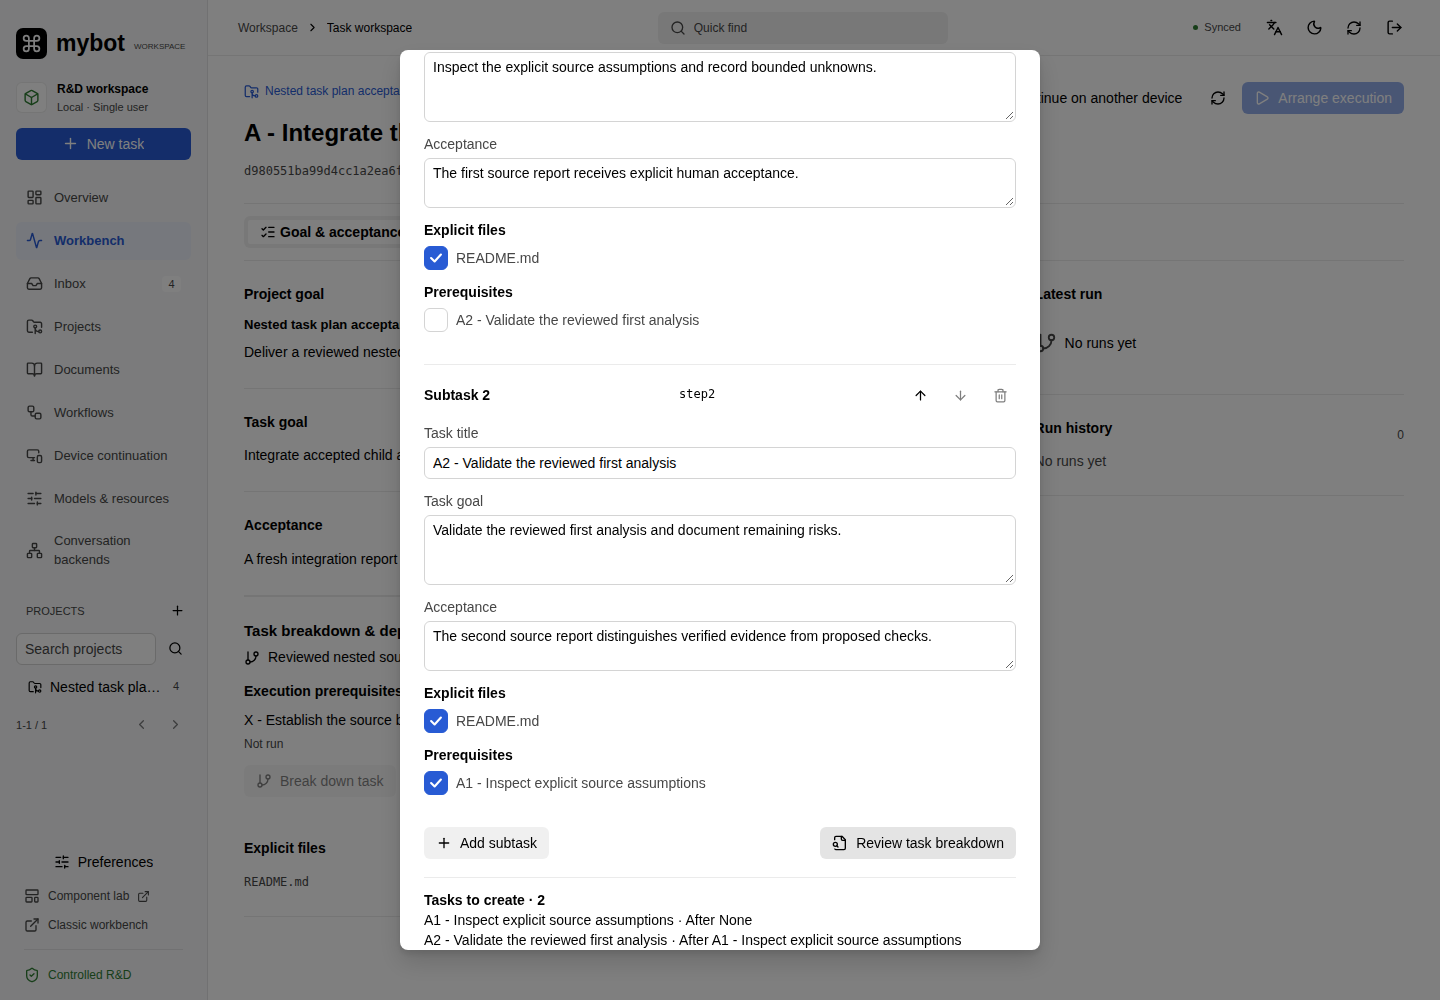 mybot WORKSPACE
R&D workspace
Local · Single user
New task
Overview
Workbench
Inbox 4
Projects
Documents
Workflows
Device continuation
Models & resources
Conversation
backends
PROJECTS
Search projects
Nested task pla… 4
1-1 / 1
Preferences
Component lab
Classic workbench
Controlled R&D
Workspace > Task workspace
Quick find
Synced
Nested task plan accepta
A - Integrate t
d980551ba99d4cc1a2ea6
inue on another device
Arrange execution
Goal & acceptance
Project goal
Nested task plan accepta
Deliver a reviewed nested
Task goal
Integrate accepted child a
Acceptance
A fresh integration report
Task breakdown & dep
Reviewed nested sou
Execution prerequisites
X - Establish the source b
Not run
Break down task
Explicit files
README.md
Latest run
No runs yet
Run history 0
No runs yet
Inspect the explicit source assumptions and record bounded unknowns.
Acceptance
The first source report receives explicit human acceptance.
Explicit files
README.md
Prerequisites
A2 - Validate the reviewed first analysis
Subtask 2 step2
Task title
A2 - Validate the reviewed first analysis
Task goal
Validate the reviewed first analysis and document remaining risks.
Acceptance
The second source report distinguishes verified evidence from proposed checks.
Explicit files
README.md
Prerequisites
A1 - Inspect explicit source assumptions
Add subtask
Review task breakdown
Tasks to create · 2
A1 - Inspect explicit source assumptions · After None
A2 - Validate the reviewed first analysis · After A1 - Inspect explicit source assumptions